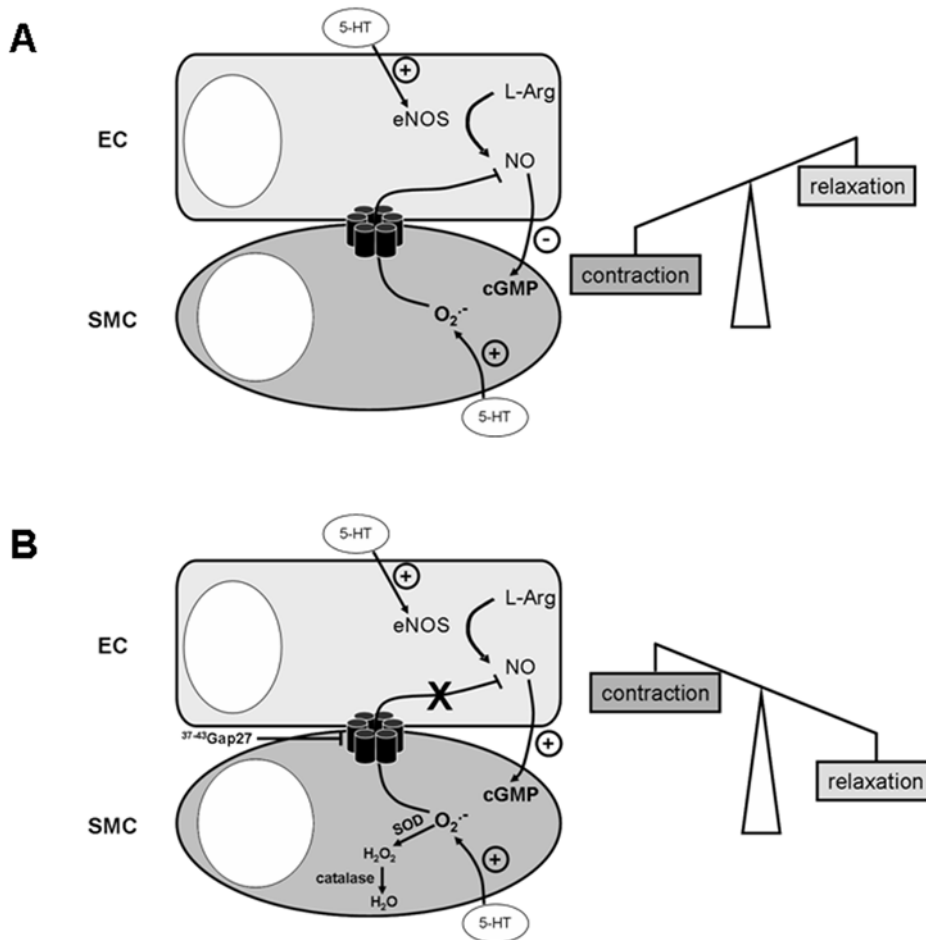 A
5-HT
+
L-Arg
eNOS
EC
NO
relaxation
-
contraction
cGMP
O₂·-
SMC
+
5-HT
B
5-HT
+
L-Arg
eNOS
EC
NO
contraction
X
³⁷⁻⁴³Gap27
+
relaxation
cGMP
SMC
SOD
O₂·-
H₂O₂
+
catalase
H₂O
5-HT